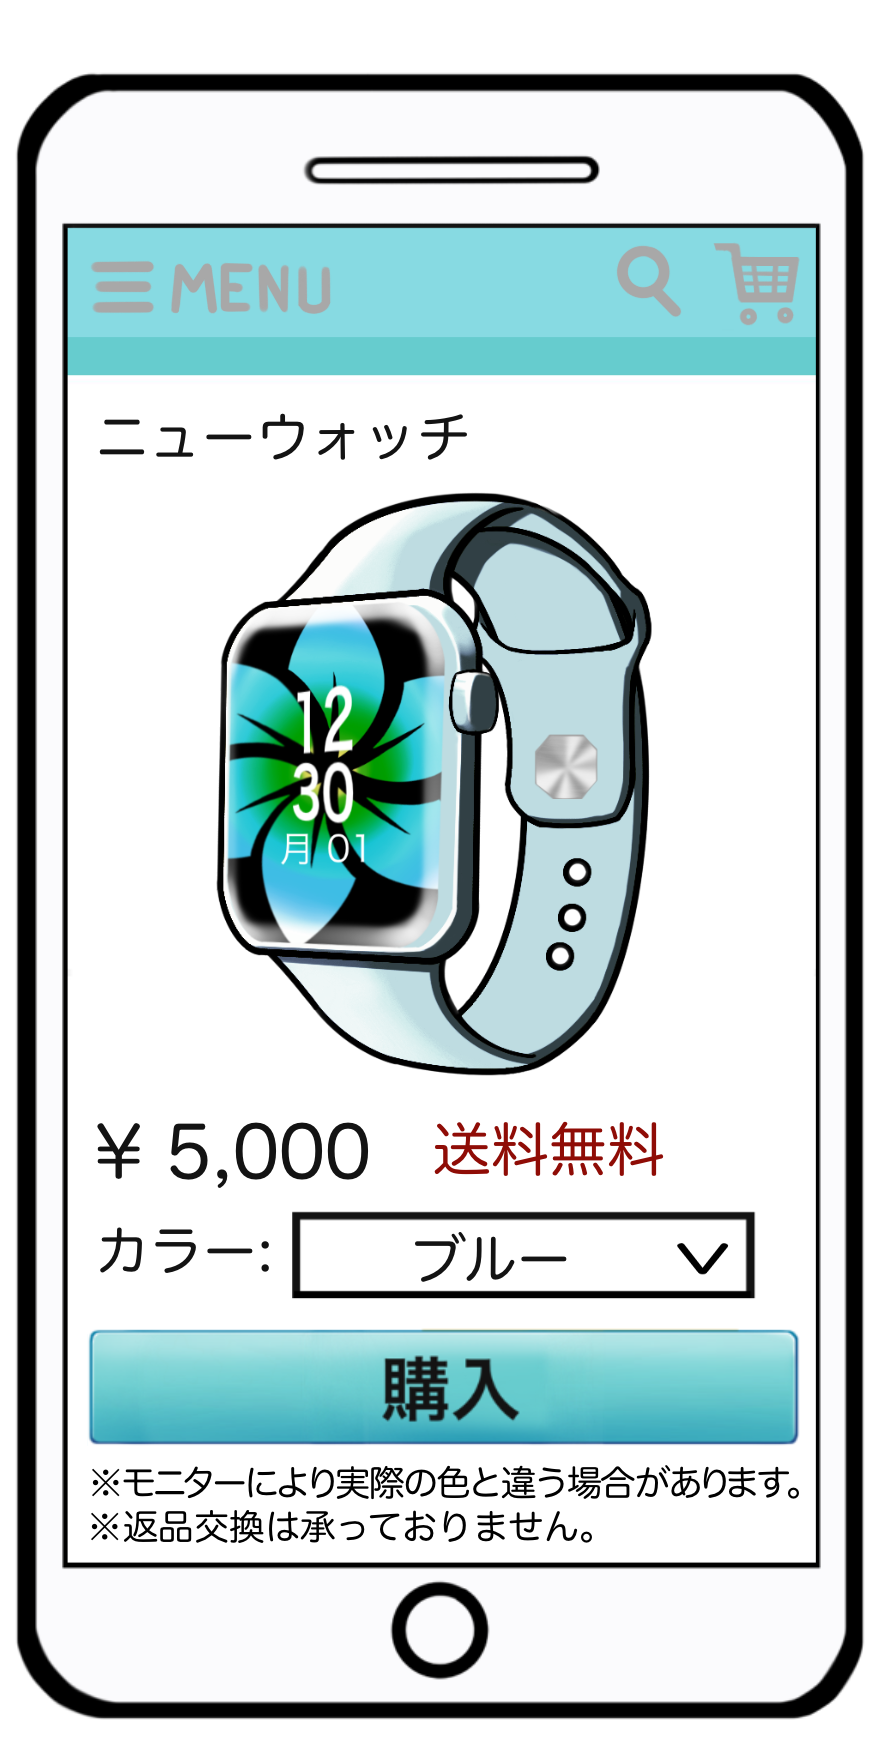 MENU
ニューウォッチ
12
30
月 01
¥ 5,000 送料無料
カラー: ブルー
購入
※モニターにより実際の色と違う場合があります。
※返品交換は承っておりません。